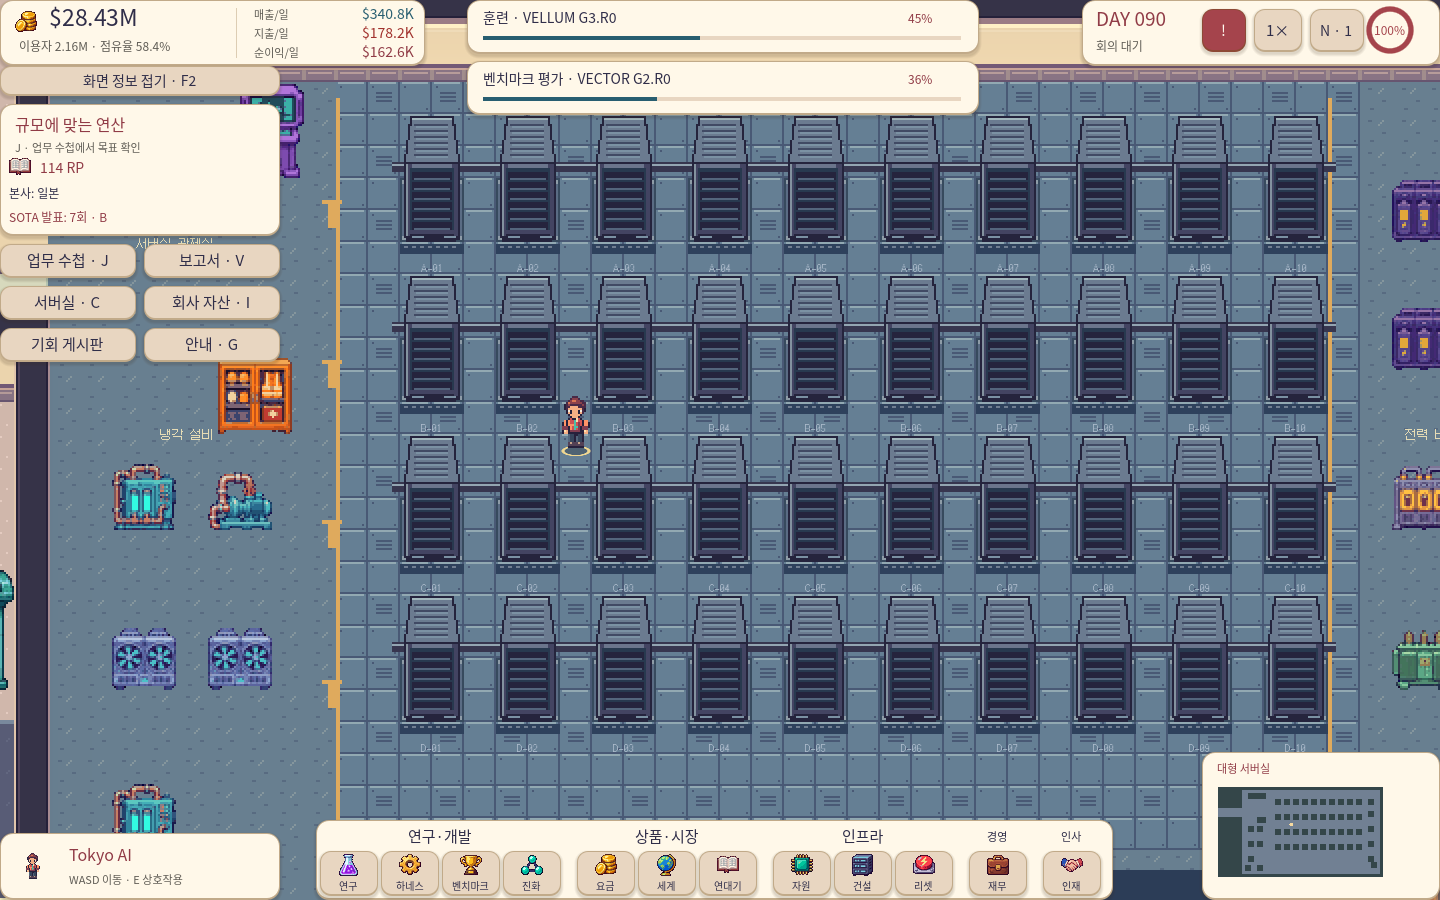 $28.43M
이용자 2.16M · 점유율 58.4%
매출/일 $340.8K
지출/일 $178.2K
순이익/일 $162.6K
훈련 · VELLUM G3.R0 45%
벤치마크 평가 · VECTOR G2.R0 36%
DAY 090
회의 대기
!
1×
N · 1
100%
화면 정보 접기 · F2
규모에 맞는 연산
J · 업무 수첩에서 목표 확인
114 RP
본사: 일본
SOTA 발표: 7회 · B
서버실 관제실
업무 수첩 · J
보고서 · V
서버실 · C
회사 자산 · I
기회 게시판
안내 · G
냉각 설비
전력
A-01 A-02 A-03 A-04 A-05 A-06 A-07 A-08 A-09 A-10
B-01 B-02 B-03 B-04 B-05 B-06 B-07 B-08 B-09 B-10
C-01 C-02 C-03 C-04 C-05 C-06 C-07 C-08 C-09 C-10
D-01 D-02 D-03 D-04 D-05 D-06 D-07 D-08 D-09 D-10
대형 서버실
Tokyo AI
WASD 이동 · E 상호작용
연구·개발
상품·시장
인프라
경영
인사
연구
하네스
벤치마크
진화
요금
세계
연대기
자원
건설
리셋
재무
인재